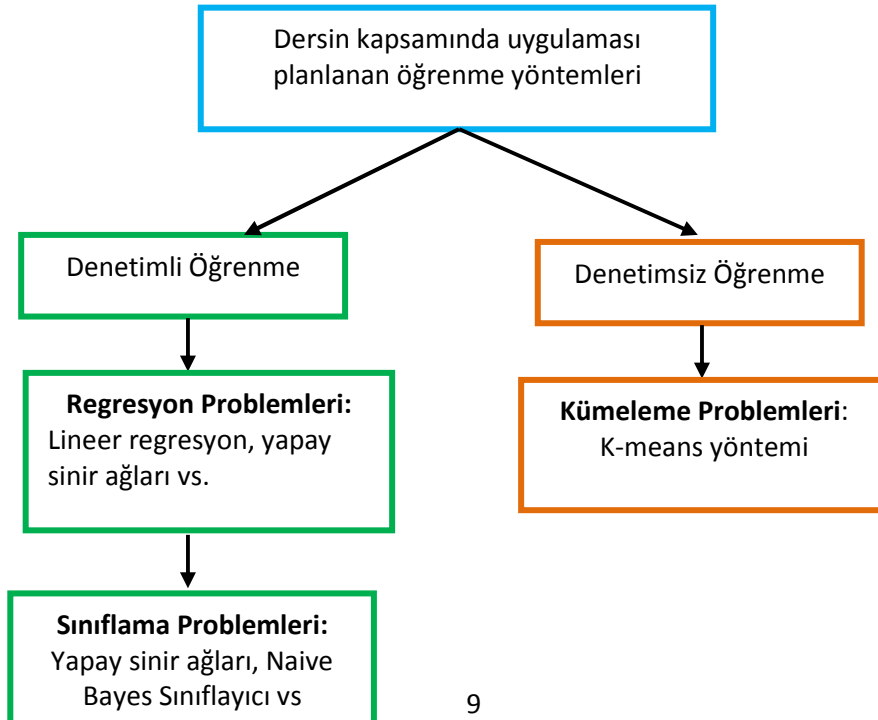 Dersin kapsamında uygulaması
planlanan öğrenme yöntemleri
Denetimli Öğrenme
Denetimsiz Öğrenme
Regresyon Problemleri:
Lineer regresyon, yapay
sinir ağları vs.
Kümeleme Problemleri:
K-means yöntemi
Sınıflama Problemleri:
Yapay sinir ağları, Naive
Bayes Sınıflayıcı vs
9